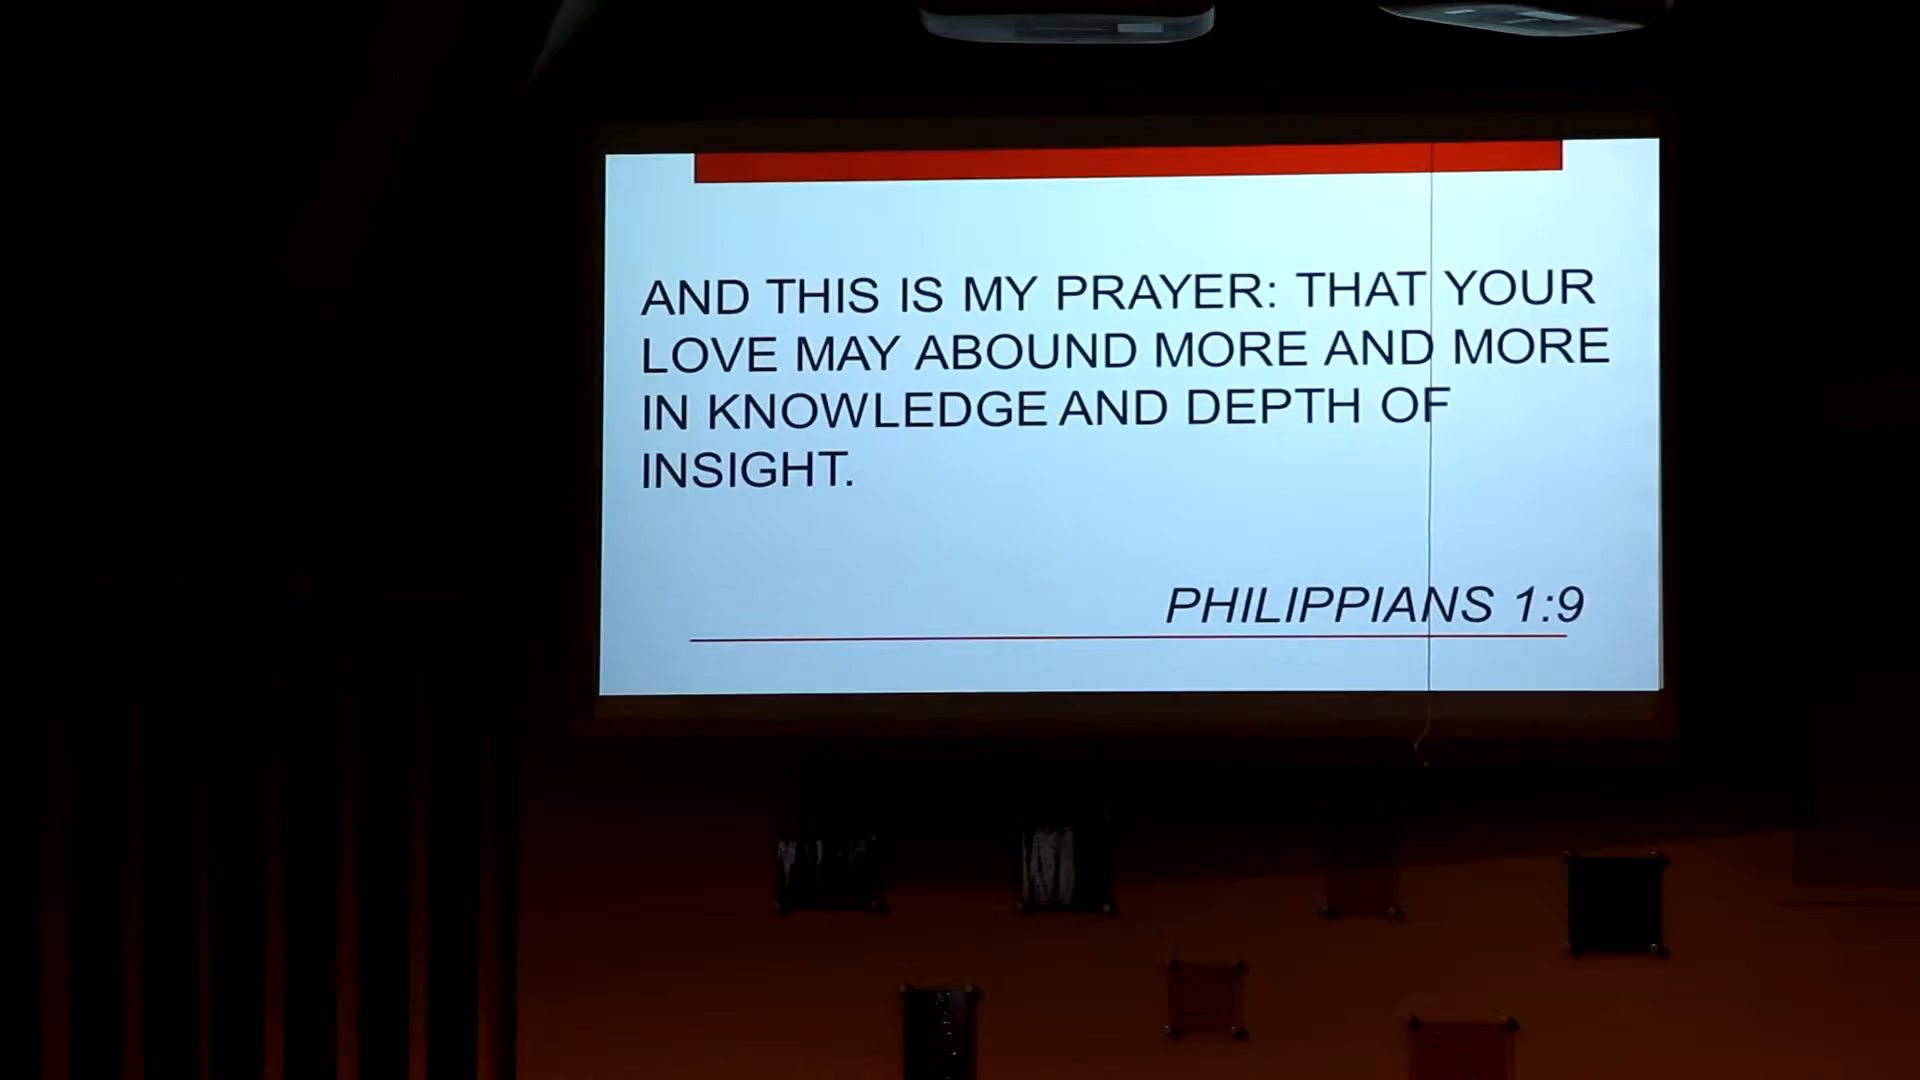 AND THIS IS MY PRAYER: THAT YOUR
LOVE MAY ABOUND MORE AND MORE
IN KNOWLEDGE AND DEPTH OF
INSIGHT.
PHILIPPIANS 1:9